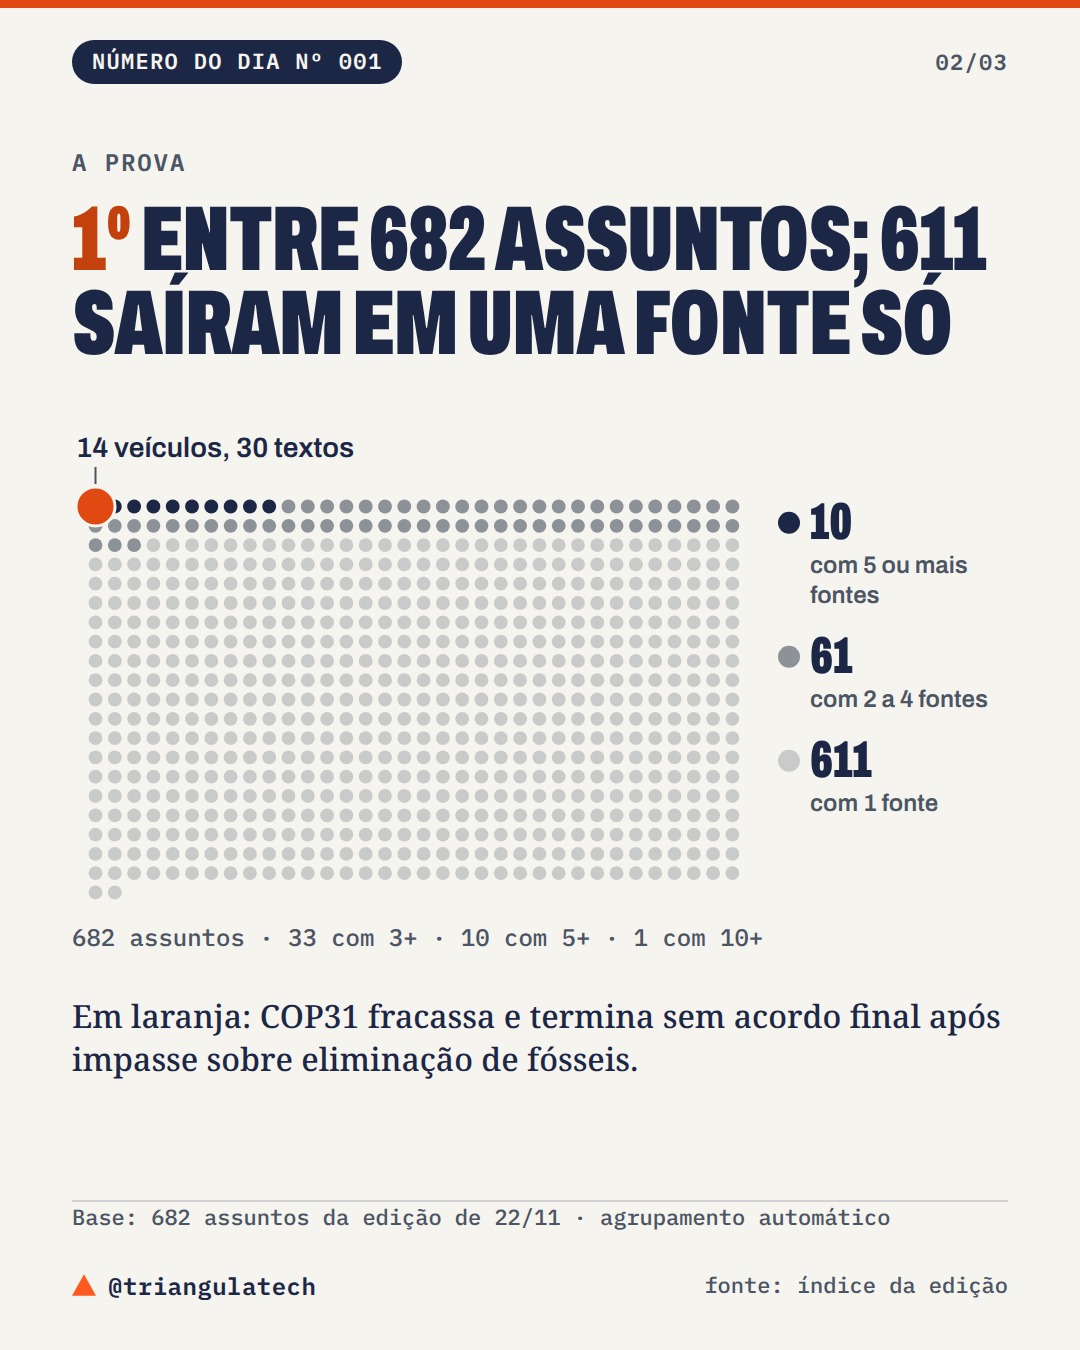 NÚMERO DO DIA Nº 001
02/03
A PROVA
1º ENTRE 682 ASSUNTOS; 611
SAÍRAM EM UMA FONTE SÓ
14 veículos, 30 textos
10
com 5 ou mais
fontes
61
com 2 a 4 fontes
611
com 1 fonte
682 assuntos · 33 com 3+ · 10 com 5+ · 1 com 10+
Em laranja: COP31 fracassa e termina sem acordo final após
impasse sobre eliminação de fósseis.
Base: 682 assuntos da edição de 22/11 · agrupamento automático
@triangulatech
fonte: índice da edição